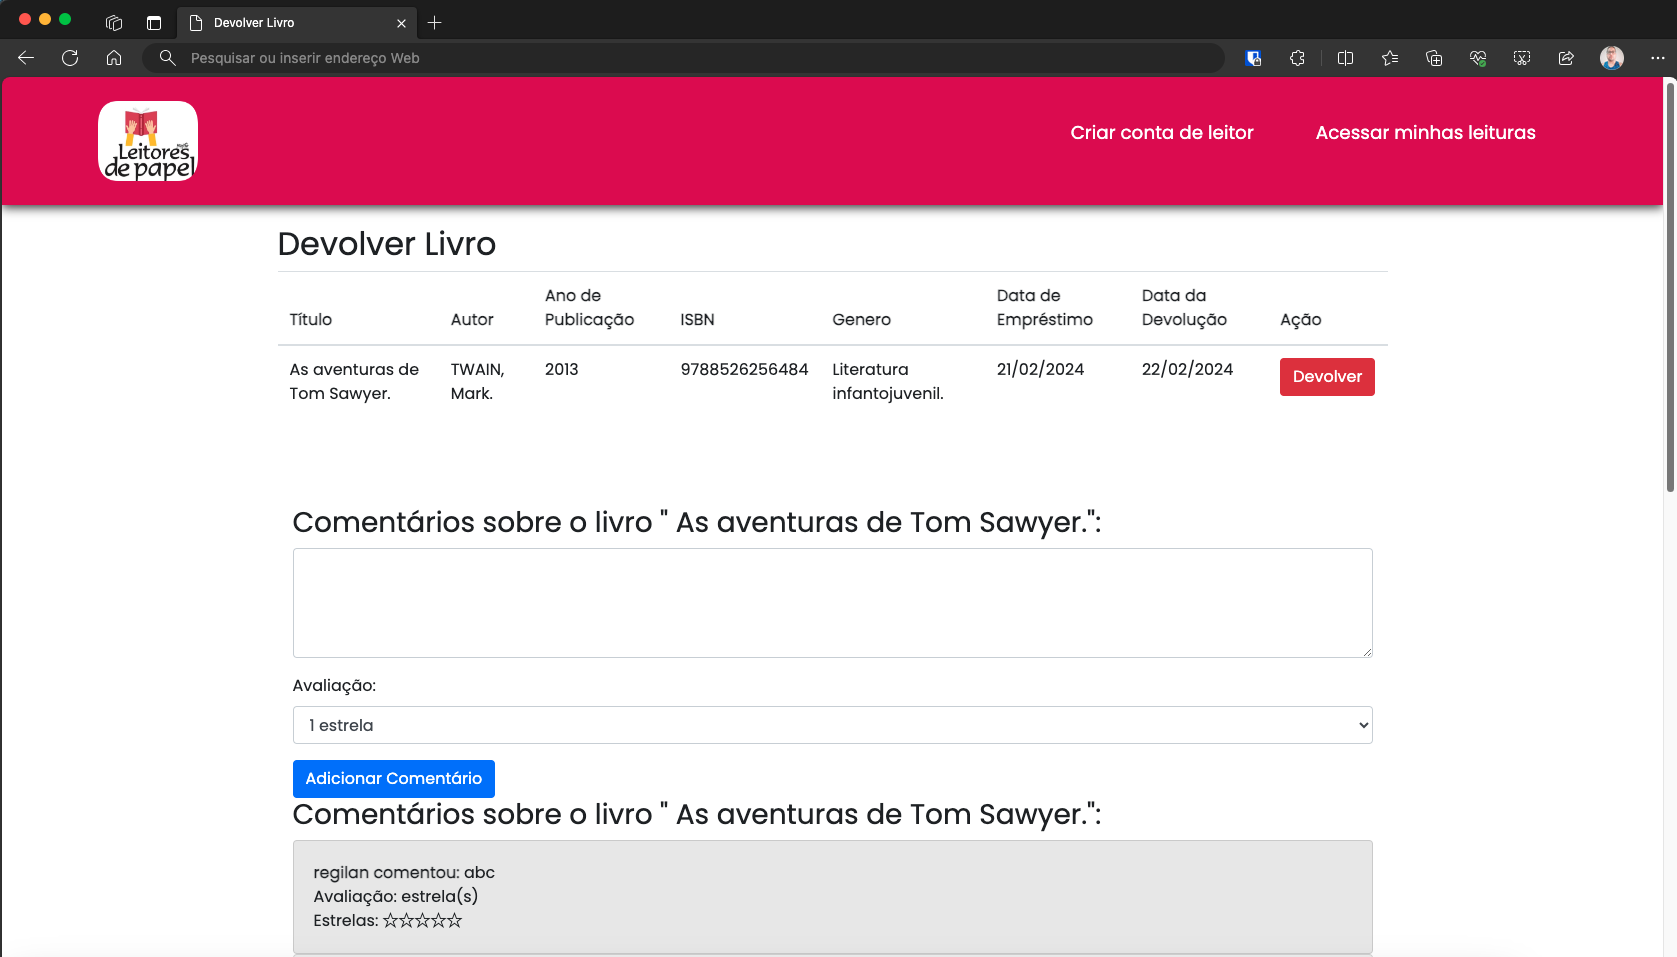 Devolver Livro
Pesquisar ou inserir endereço Web
Leitores
de papel
Criar conta de leitor
Acessar minhas leituras
Devolver Livro
Título
Autor
Ano de
Publicação
ISBN
Genero
Data de
Empréstimo
Data da
Devolução
Ação
As aventuras de
Tom Sawyer.
TWAIN,
Mark.
2013
9788526256484
Literatura
infantojuvenil.
21/02/2024
22/02/2024
Devolver
Comentários sobre o livro " As aventuras de Tom Sawyer.":
Avaliação:
1 estrela
Adicionar Comentário
Comentários sobre o livro " As aventuras de Tom Sawyer.":
regilan comentou: abc
Avaliação: estrela(s)
Estrelas: ☆☆☆☆☆